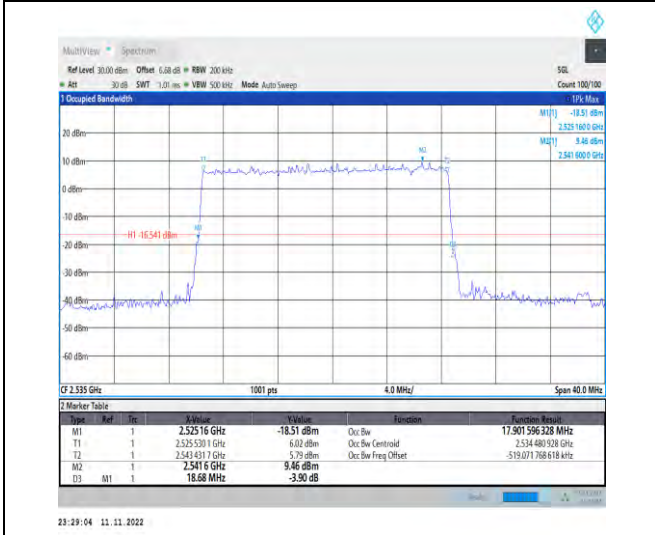 MultiView Spectrum
Ref Level 30.00 dBm Offset 6.68 dB RBW 200 kHz SGL
Att 30 dB SWT 1.01 ms VBW 500 kHz Mode Auto Sweep Count 100/100
1 Occupied Bandwidth 1Pk Max
M1[1] -18.51 dBm
2.525 160 0 GHz
M2[1] 9.46 dBm
2.541 600 0 GHz
20 dBm
10 dBm
0 dBm
-10 dBm
H1 -16.541 dBm
-20 dBm
-30 dBm
-40 dBm
-50 dBm
-60 dBm
T1
M2
M1
CF 2.535 GHz 1001 pts 4.0 MHz/ Span 40.0 MHz
2 Marker Table
Type Ref Trc X-Value Y-Value Function Function Result
M1 1 2.525 16 GHz -18.51 dBm Occ Bw 17.901 596 328 MHz
T1 1 2.525 530 1 GHz 6.02 dBm Occ Bw Centroid 2.534 480 928 GHz
T2 1 2.543 431 7 GHz 5.79 dBm Occ Bw Freq Offset -519.071 768 618 kHz
M2 1 2.541 6 GHz 9.46 dBm
D3 M1 1 18.68 MHz -3.90 dB
23:29:04 11.11.2022